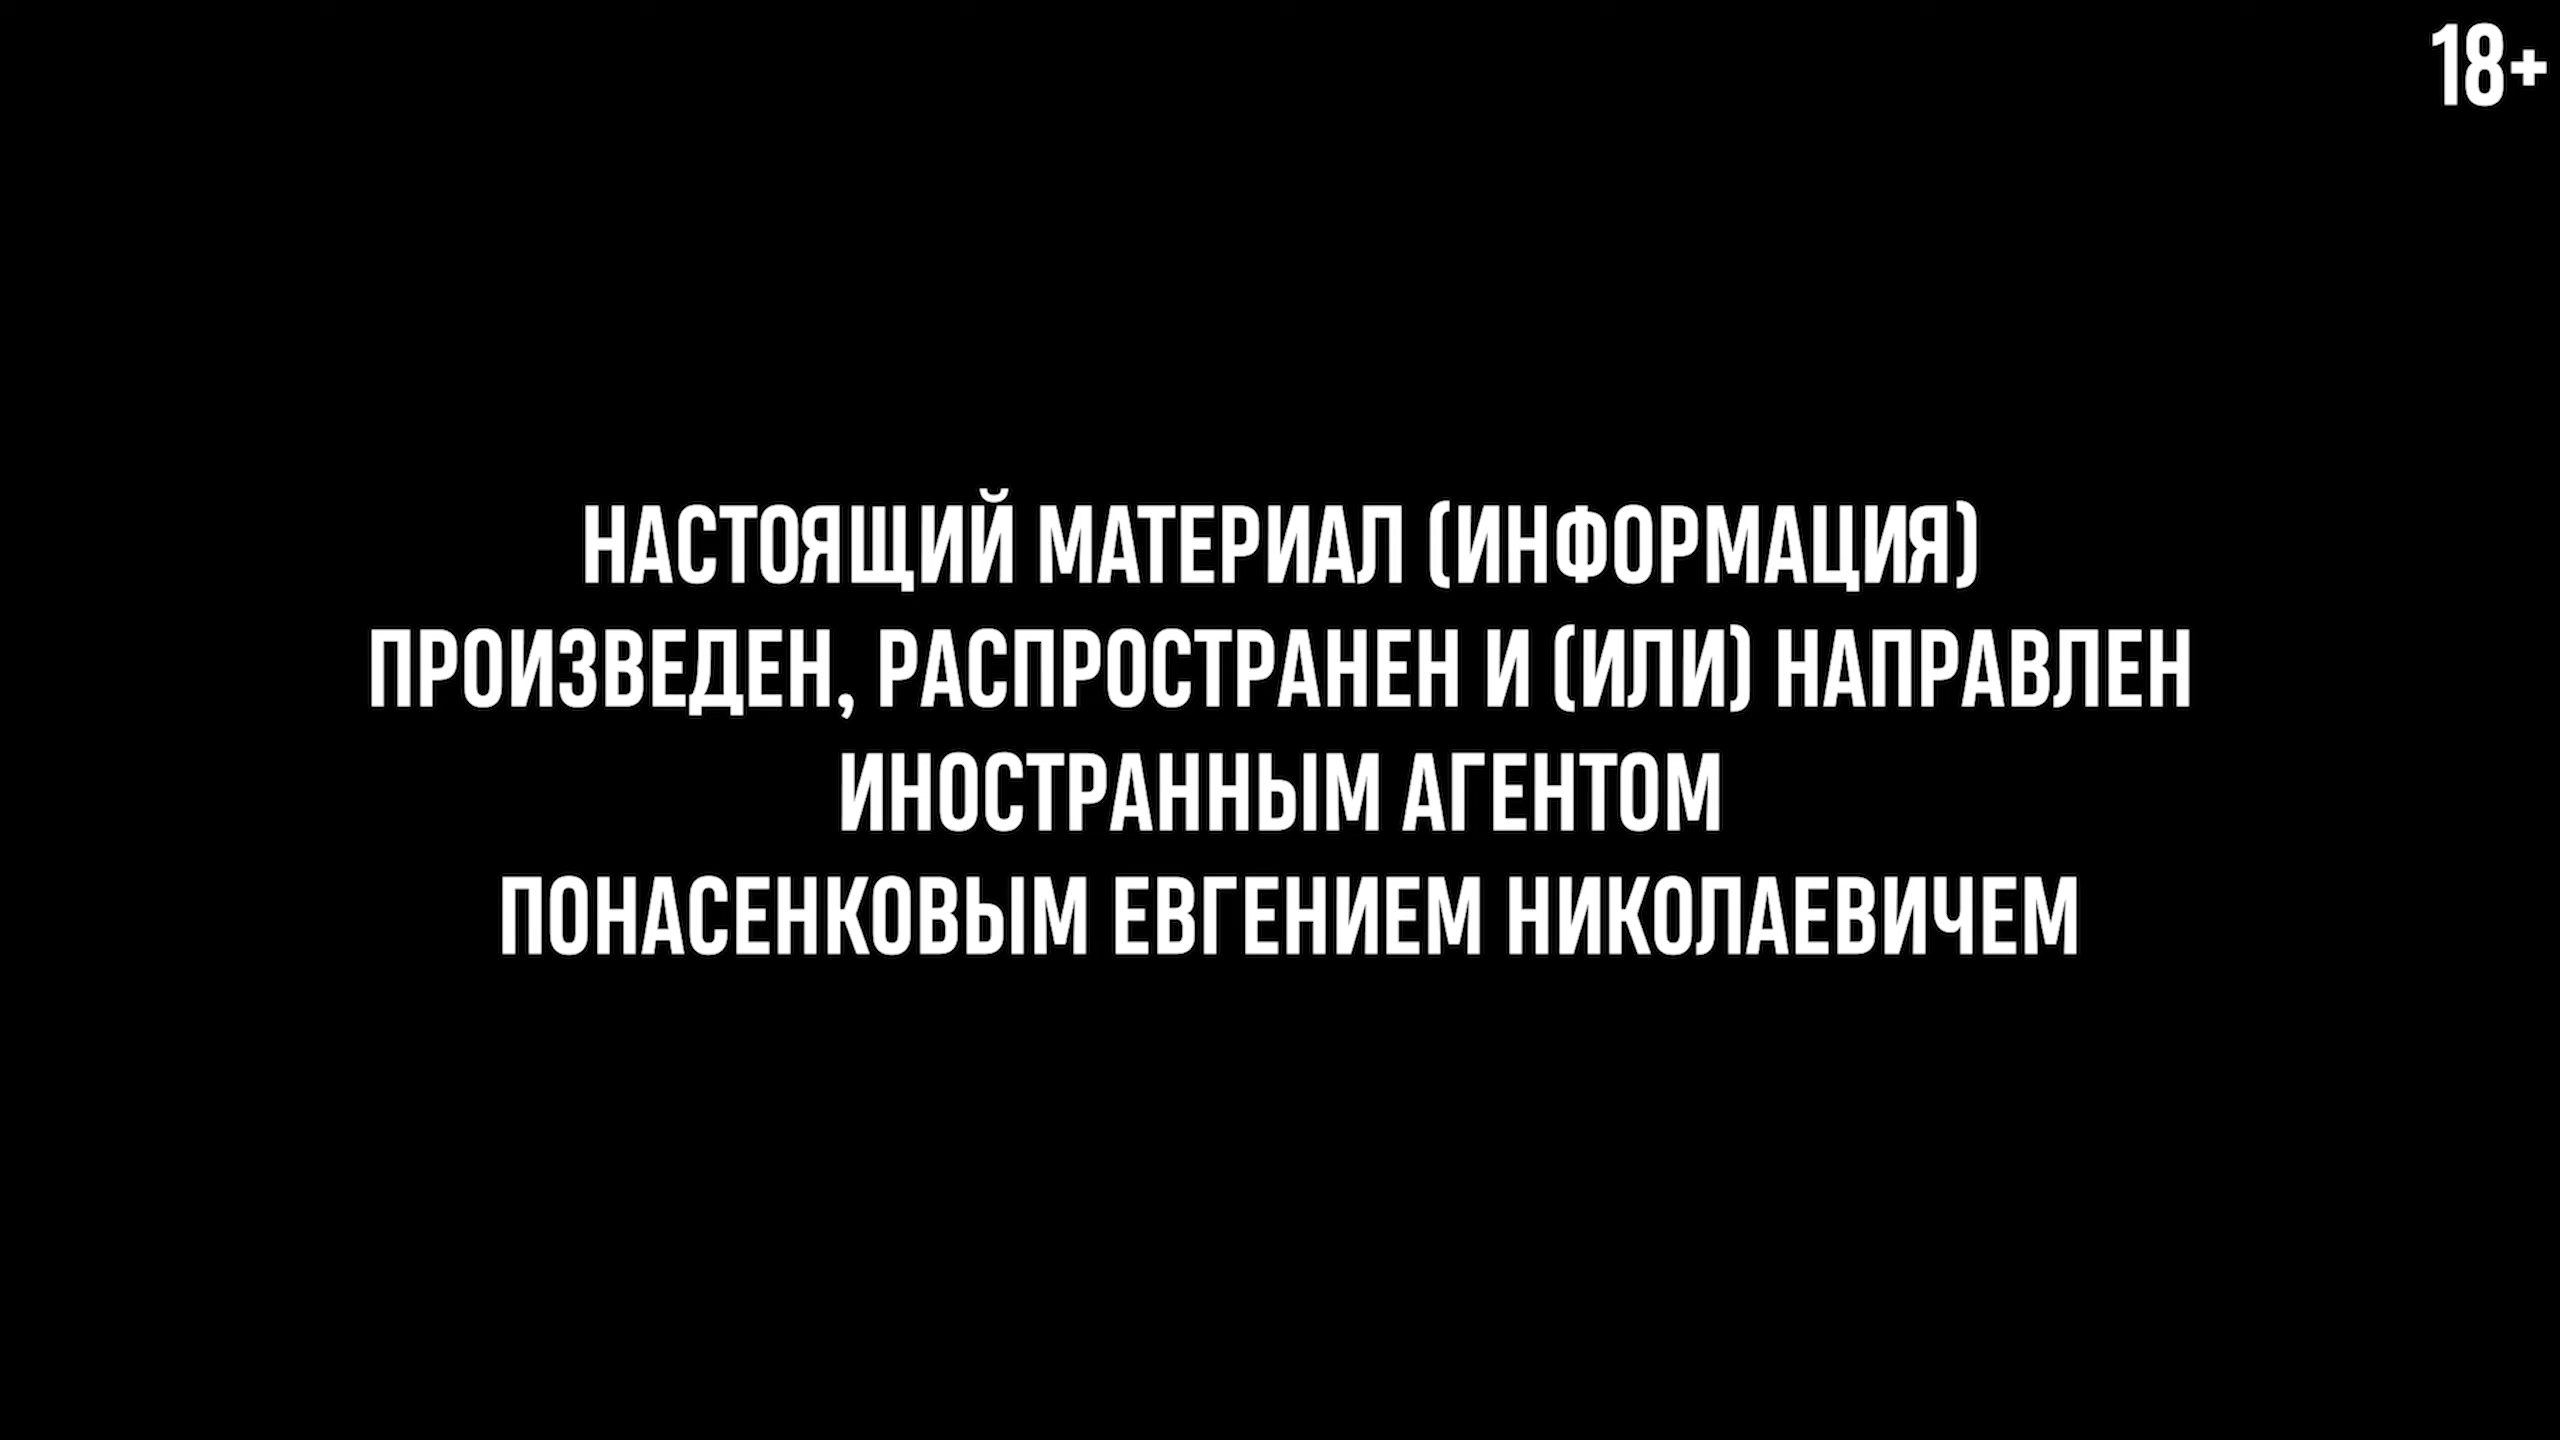 18+
НАСТОЯЩИЙ МАТЕРИАЛ (ИНФОРМАЦИЯ)
ПРОИЗВЕДЕН, РАСПРОСТРАНЕН И (ИЛИ) НАПРАВЛЕН
ИНОСТРАННЫМ АГЕНТОМ
ПОНАСЕНКОВЫМ ЕВГЕНИЕМ НИКОЛАЕВИЧЕМ